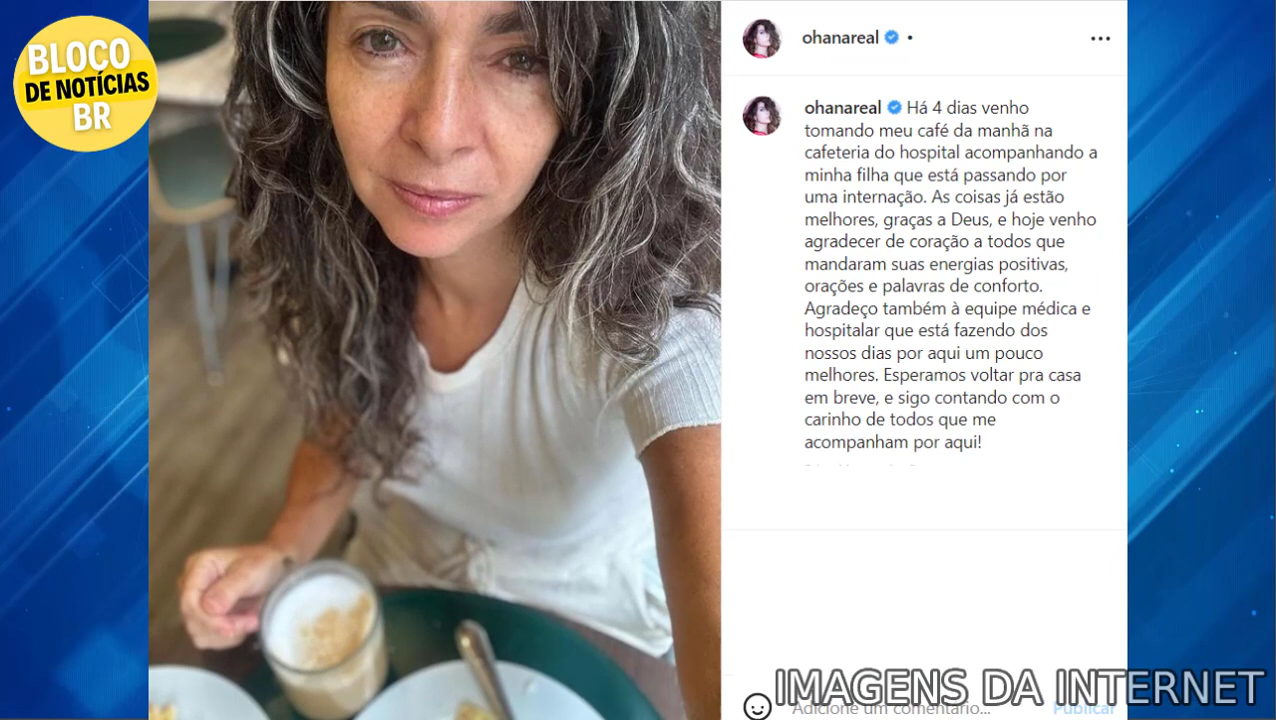 BLOCO
DE NOTÍCIAS
BR
ohanareal •
ohanareal Há 4 dias venho
tomando meu café da manhã na
cafeteria do hospital acompanhando a
minha filha que está passando por
uma internação. As coisas já estão
melhores, graças a Deus, e hoje venho
agradecer de coração a todos que
mandaram suas energias positivas,
orações e palavras de conforto.
Agradeço também à equipe médica e
hospitalar que está fazendo dos
nossos dias por aqui um pouco
melhores. Esperamos voltar pra casa
em breve, e sigo contando com o
carinho de todos que me
acompanham por aqui!
IMAGENS DA INTERNET
Adicione um comentário...
Publicar